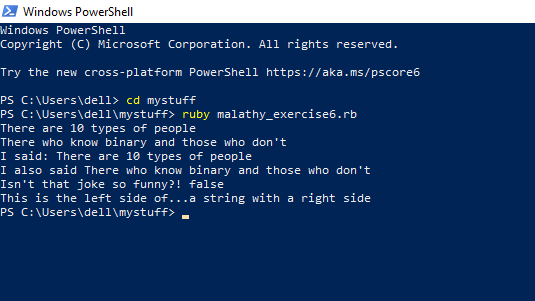 Windows PowerShell
Windows PowerShell
Copyright (C) Microsoft Corporation. All rights reserved.
Try the new cross-platform PowerShell https://aka.ms/pscore6
PS C:\Users\dell> cd mystuff
PS C:\Users\dell\mystuff> ruby malathy_exercise6.rb
There are 10 types of people
There who know binary and those who don't
I said: There are 10 types of people
I also said There who know binary and those who don't
Isn't that joke so funny?! false
This is the left side of...a string with a right side
PS C:\Users\dell\mystuff>